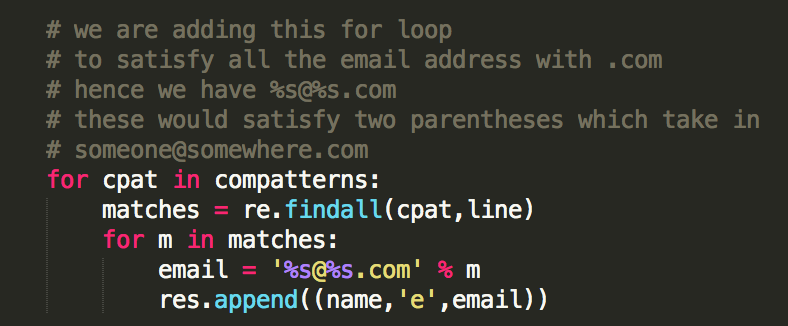 # we are adding this for loop
# to satisfy all the email address with .com
# hence we have %s@%s.com
# these would satisfy two parentheses which take in
# someone@somewhere.com
for cpat in compatterns:
    matches = re.findall(cpat,line)
    for m in matches:
        email = '%s@%s.com' % m
        res.append((name,'e',email))